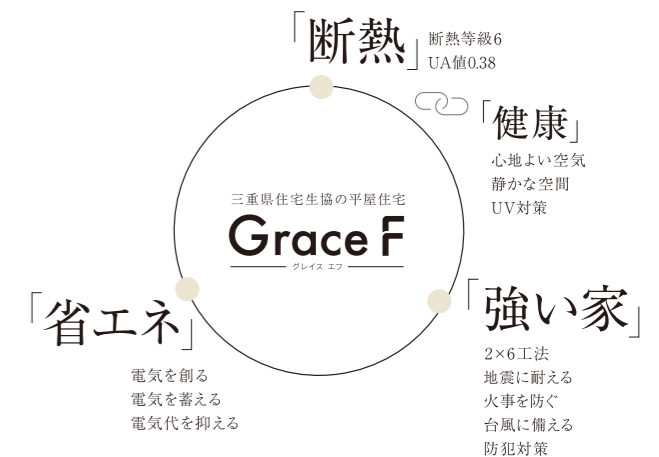 「断熱」
断熱等級6
UA値0.38
「健康」
心地よい空気
静かな空間
UV対策
三重県住宅生協の平屋住宅
Grace F
グレイス エフ
「省エネ」
電気を創る
電気を蓄える
電気代を抑える
「強い家」
2×6工法
地震に耐える
火事を防ぐ
台風に備える
防犯対策